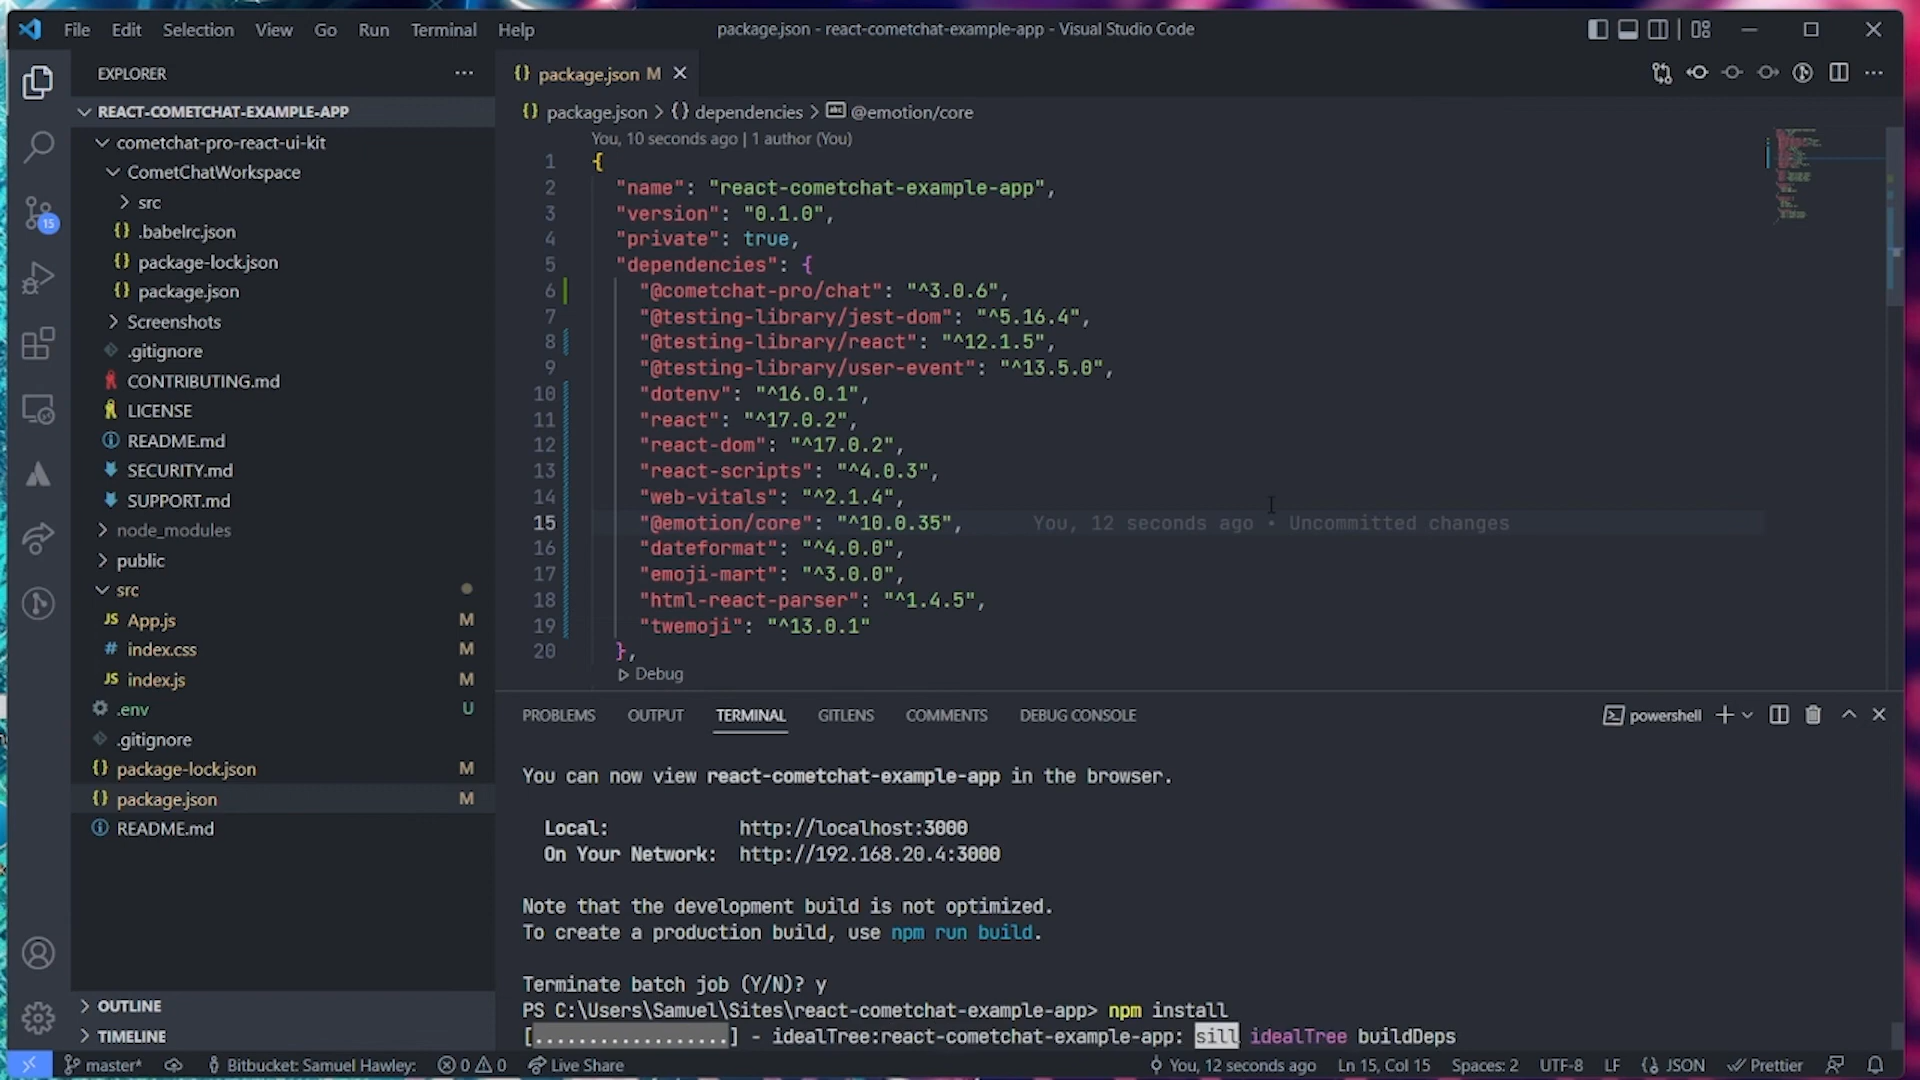 File Edit Selection View Go Run Terminal Help
package.json - react-cometchat-example-app - Visual Studio Code
EXPLORER
REACT-COMETCHAT-EXAMPLE-APP
cometchat-pro-react-ui-kit
CometChatWorkspace
src
{} .babelrc.json
{} package-lock.json
{} package.json
Screenshots
.gitignore
CONTRIBUTING.md
LICENSE
README.md
SECURITY.md
SUPPORT.md
node_modules
public
src
JS App.js M
# index.css M
JS index.js M
.env U
.gitignore
{} package-lock.json M
{} package.json M
README.md
OUTLINE
TIMELINE
15
{} package.json M
{} package.json > {} dependencies > abc @emotion/core
You, 10 seconds ago | 1 author (You)
1 {
2 "name": "react-cometchat-example-app",
3 "version": "0.1.0",
4 "private": true,
5 "dependencies": {
6 "@cometchat-pro/chat": "^3.0.6",
7 "@testing-library/jest-dom": "^5.16.4",
8 "@testing-library/react": "^12.1.5",
9 "@testing-library/user-event": "^13.5.0",
10 "dotenv": "^16.0.1",
11 "react": "^17.0.2",
12 "react-dom": "^17.0.2",
13 "react-scripts": "^4.0.3",
14 "web-vitals": "^2.1.4",
15 "@emotion/core": "^10.0.35", You, 12 seconds ago • Uncommitted changes
16 "dateformat": "^4.0.0",
17 "emoji-mart": "^3.0.0",
18 "html-react-parser": "^1.4.5",
19 "twemoji": "^13.0.1"
20 },
Debug
PROBLEMS OUTPUT TERMINAL GITLENS COMMENTS DEBUG CONSOLE
powershell
You can now view react-cometchat-example-app in the browser.
Local: http://localhost:3000
On Your Network: http://192.168.20.4:3000
Note that the development build is not optimized.
To create a production build, use npm run build.
Terminate batch job (Y/N)? y
PS C:\Users\Samuel\Sites\react-cometchat-example-app> npm install
[..................] - idealTree:react-cometchat-example-app: sill idealTree buildDeps
master* Bitbucket: Samuel Hawley: 0 0 Live Share
You, 12 seconds ago Ln 15, Col 15 Spaces: 2 UTF-8 LF {} JSON Prettier